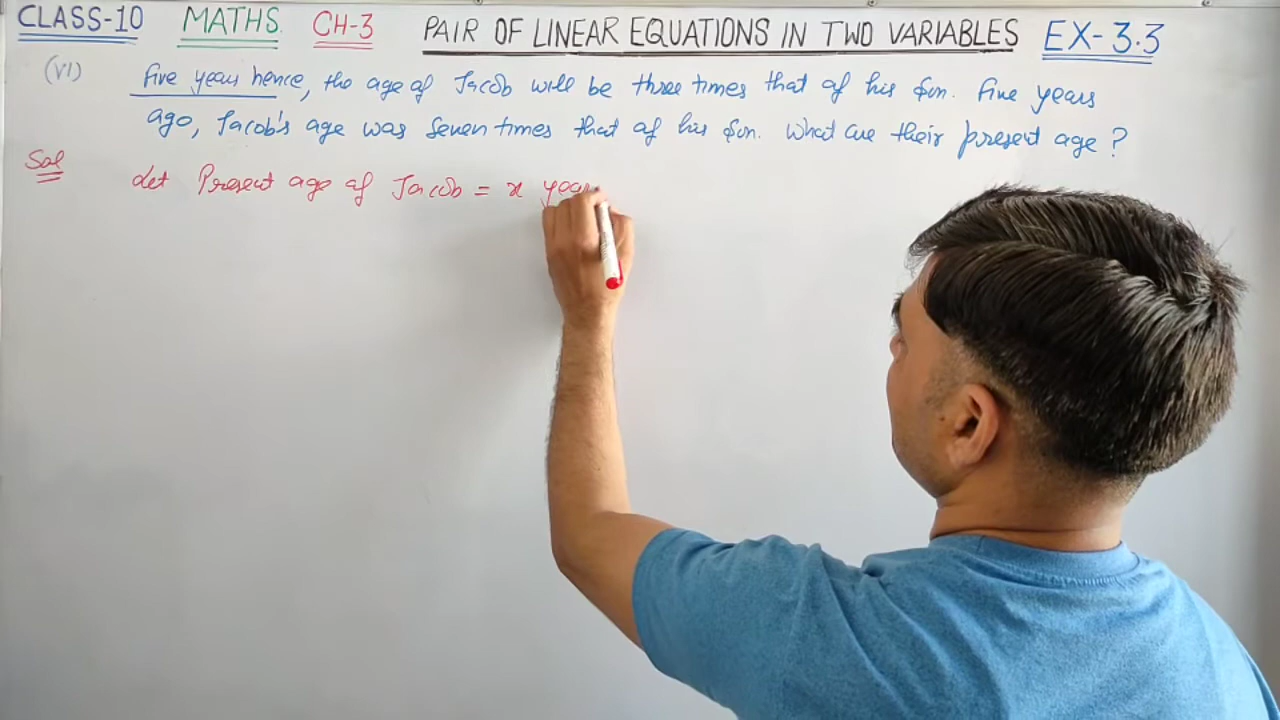 CLASS-10 MATHS. CH-3 PAIR OF LINEAR EQUATIONS IN TWO VARIABLES EX-3.3
(VI) Five years hence, the age of Jacob will be three times that of his son. Five years
ago, Jacob's age was seven times that of his son. What are their present age?
Sol Let Present age of Jacob = x year